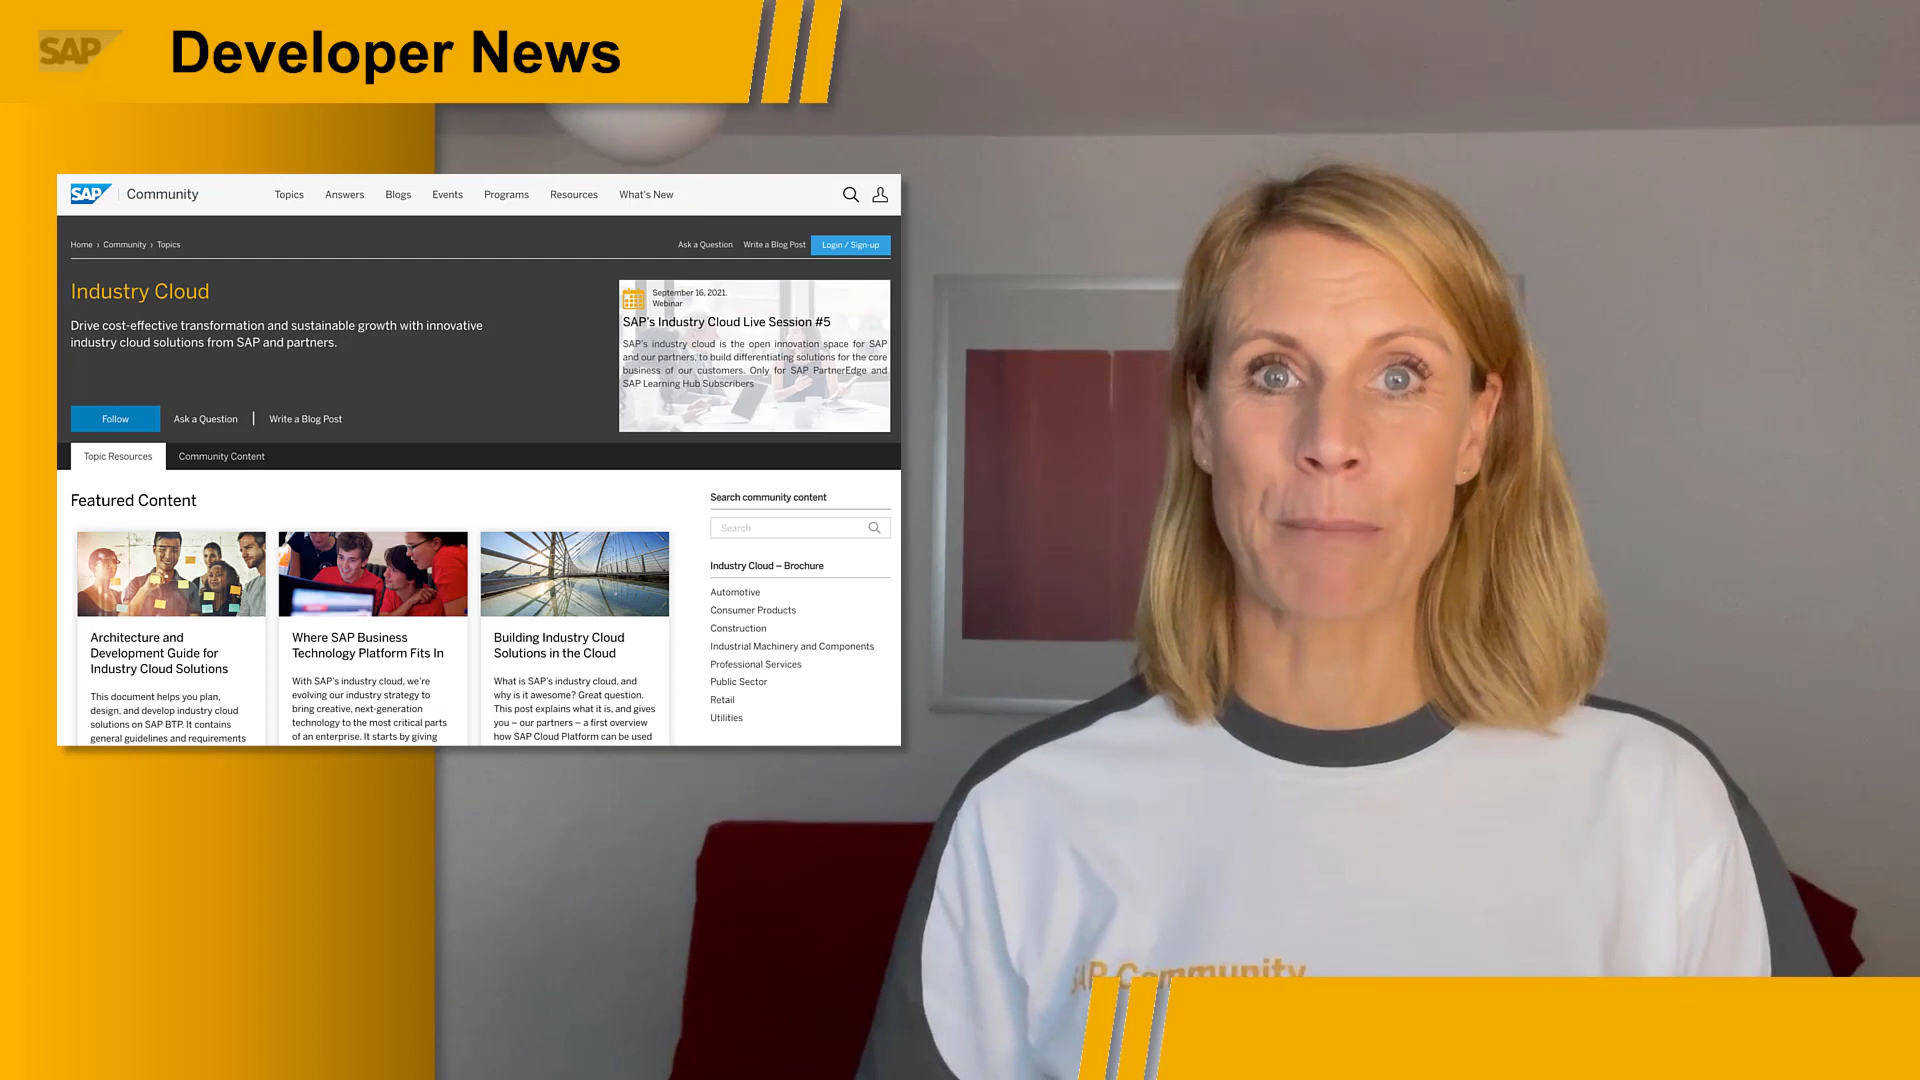 SAP
Developer News
SAP Community
Topics
Answers
Blogs
Events
Programs
Resources
What's New
Home › Community › Topics
Ask a Question
Write a Blog Post
Login / Sign-up
Industry Cloud
Drive cost-effective transformation and sustainable growth with innovative
industry cloud solutions from SAP and partners.
Follow
Ask a Question
Write a Blog Post
September 16, 2021.
Webinar
SAP's Industry Cloud Live Session #5
SAP's industry cloud is the open innovation space for SAP
and our partners, to build differentiating solutions for the core
business of our customers. Only for SAP PartnerEdge and
SAP Learning Hub Subscribers
Topic Resources
Community Content
Featured Content
Architecture and
Development Guide for
Industry Cloud Solutions
This document helps you plan,
design, and develop industry cloud
solutions on SAP BTP. It contains
general guidelines and requirements
Where SAP Business
Technology Platform Fits In
With SAP's industry cloud, we're
evolving our industry strategy to
bring creative, next-generation
technology to the most critical parts
of an enterprise. It starts by giving
Building Industry Cloud
Solutions in the Cloud
What is SAP's industry cloud, and
why is it awesome? Great question.
This post explains what it is, and gives
you – our partners – a first overview
how SAP Cloud Platform can be used
Search community content
Search
Industry Cloud – Brochure
Automotive
Consumer Products
Construction
Industrial Machinery and Components
Professional Services
Public Sector
Retail
Utilities
SAP Community